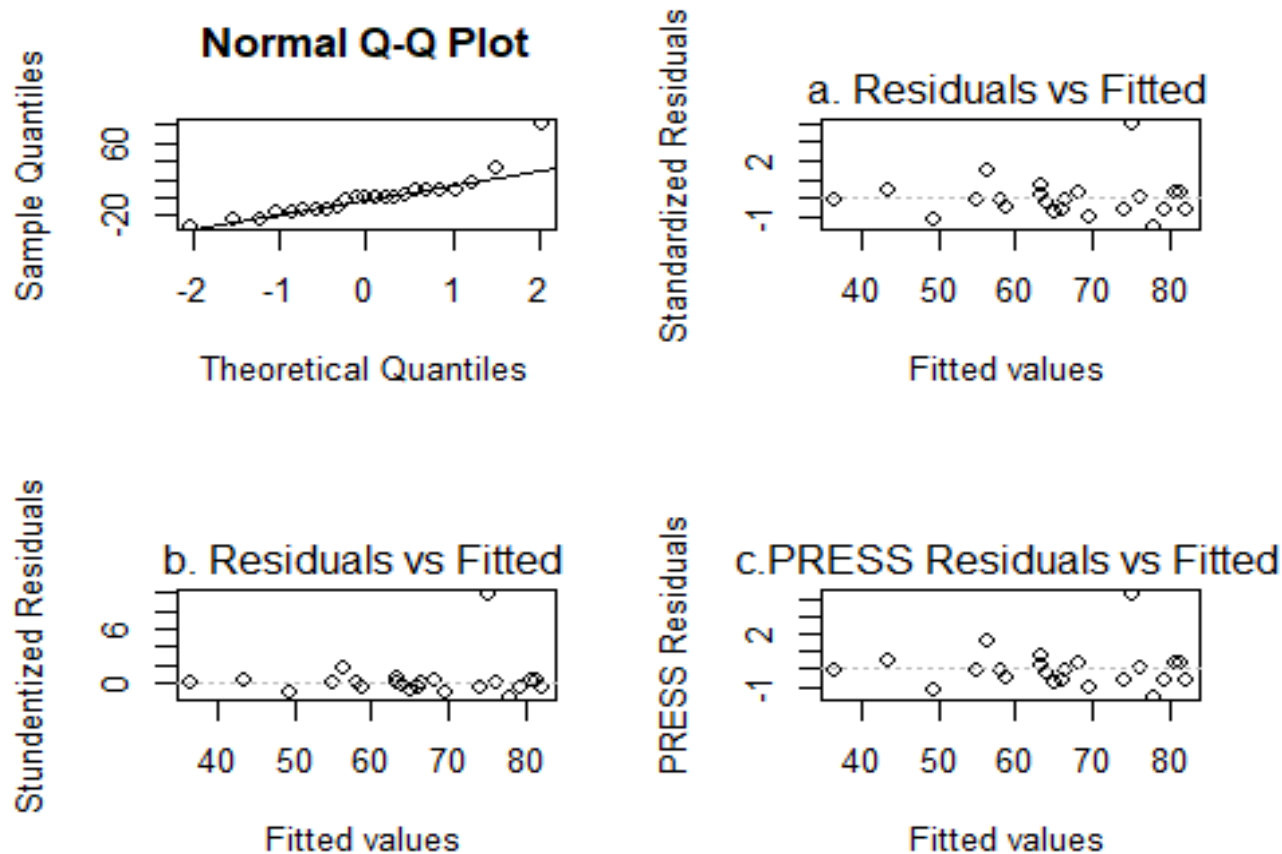 Normal Q-Q Plot
Sample Quantiles
60
-20
-2 -1 0 1 2
Theoretical Quantiles
a. Residuals vs Fitted
Standardized Residuals
2
-1
40 50 60 70 80
Fitted values
b. Residuals vs Fitted
Stundentized Residuals
6
0
40 50 60 70 80
Fitted values
c.PRESS Residuals vs Fitted
PRESS Residuals
2
-1
40 50 60 70 80
Fitted values